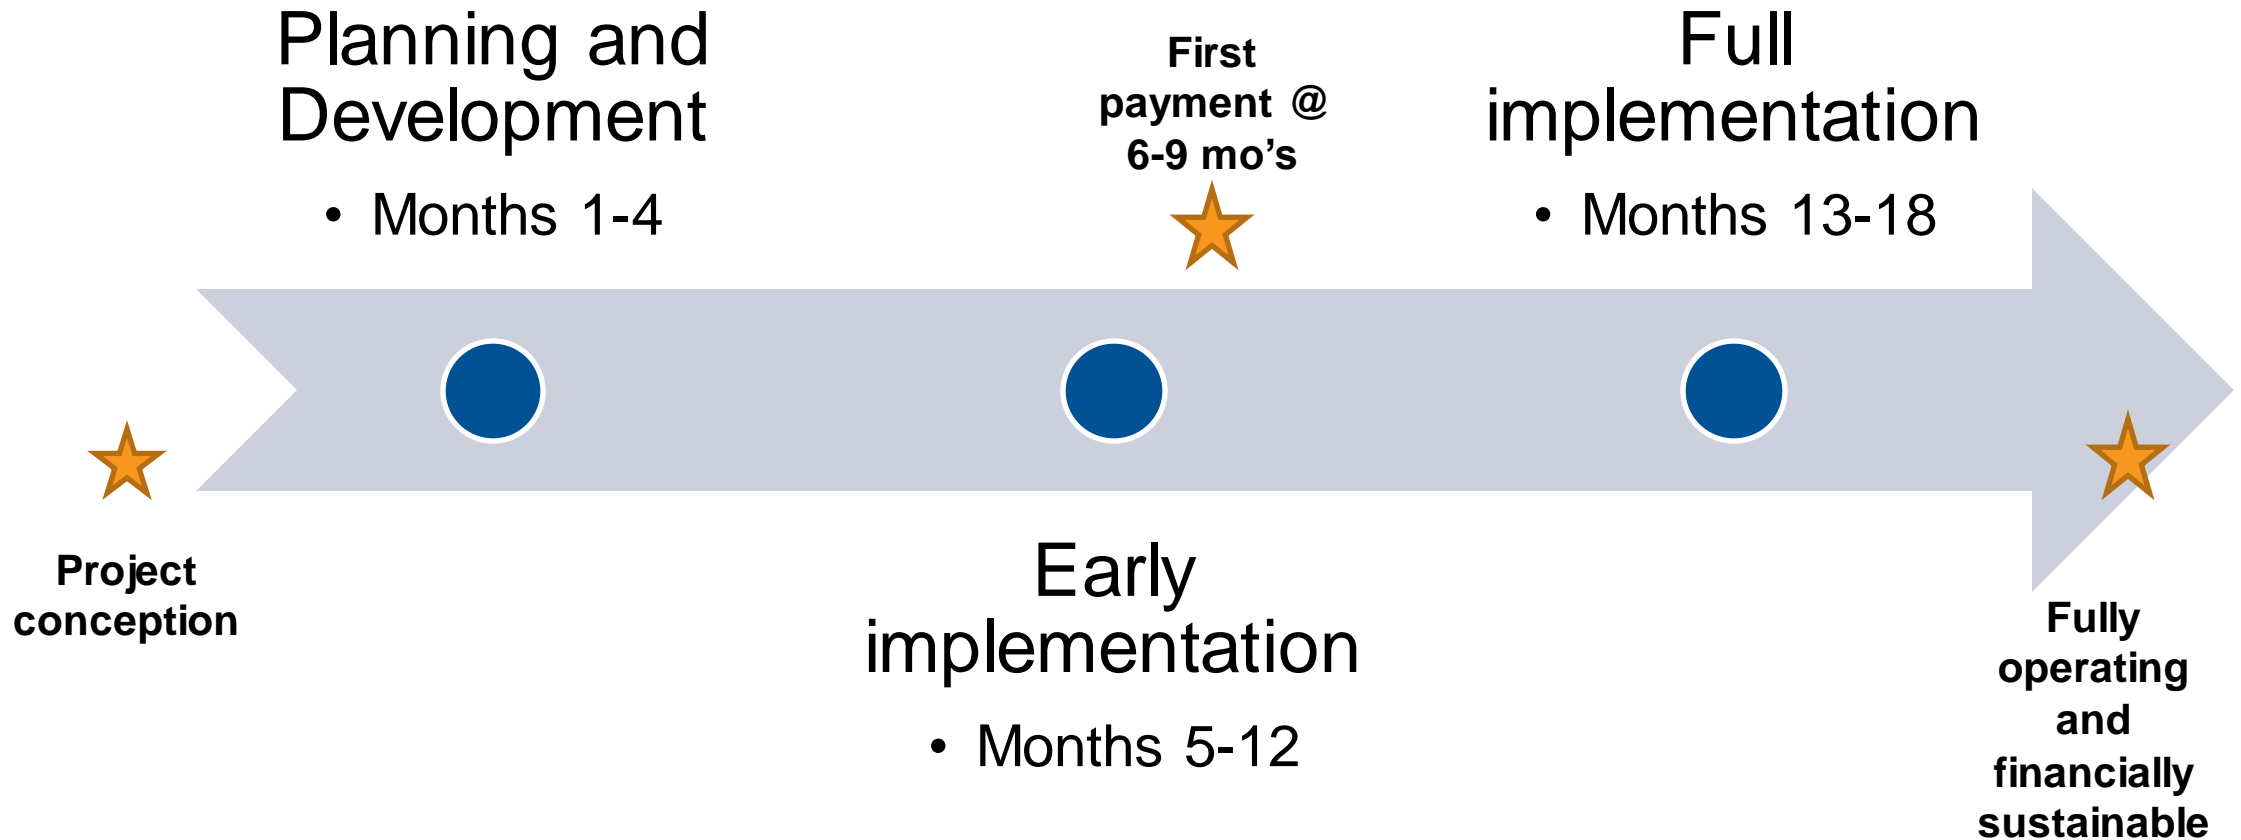 Planning and
Development
• Months 1-4
First
payment @
6-9 mo’s
Full
implementation
• Months 13-18
Project
conception
Early
implementation
• Months 5-12
Fully
operating
and
financially
sustainable